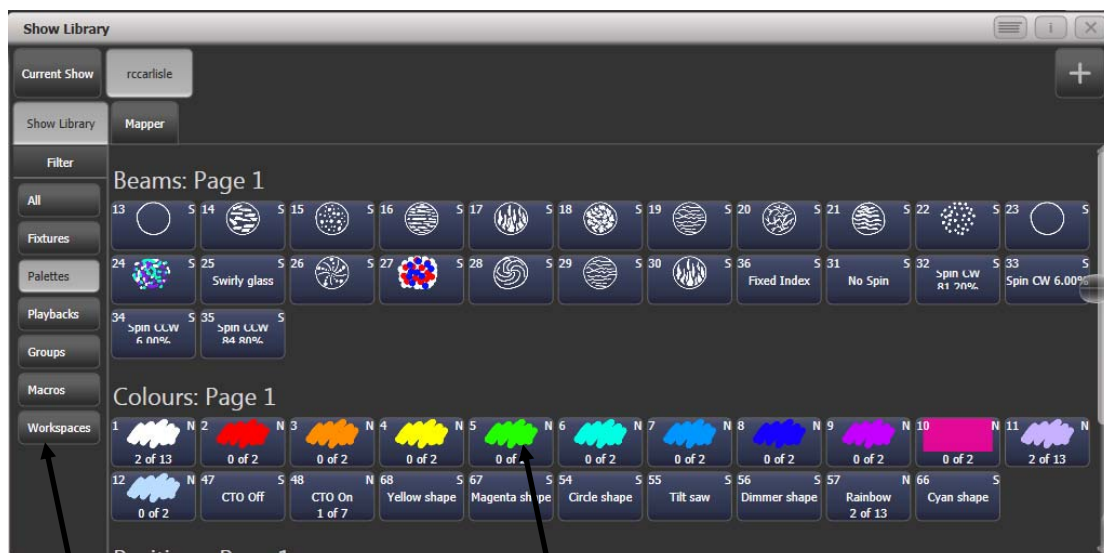 Show Library
i
Current Show
rccarlisle
Show Library
Mapper
Filter
All
Fixtures
Palettes
Playbacks
Groups
Macros
Workspaces
Beams: Page 1
13 S 14 S 15 S 16 S 17 S 18 S 19 S 20 S 21 S 22 S 23 S
24 S 25 S 26 S 27 S 28 S 29 S 30 S 36 S 31 S 32 S 33 S
Swirly glass Fixed Index No Spin Spin CW Spin CW 6.00%
81.20%
34 S 35 S
Spin CCW Spin CCW
6.00% 84.80%
Colours: Page 1
1 N 2 N 3 N 4 N 5 N 6 N 7 N 8 N 9 N 10 N 11 N
2 of 13 0 of 2 0 of 2 0 of 2 0 of 0 of 2 0 of 2 0 of 2 0 of 2 0 of 2 2 of 13
12 N 47 S 48 N 68 S 67 S 54 S 55 S 56 S 57 N 66 S
CTO Off CTO On Yellow shape Magenta shape Circle shape Tilt saw Dimmer shape Rainbow Cyan shape
0 of 2 1 of 7 2 of 13